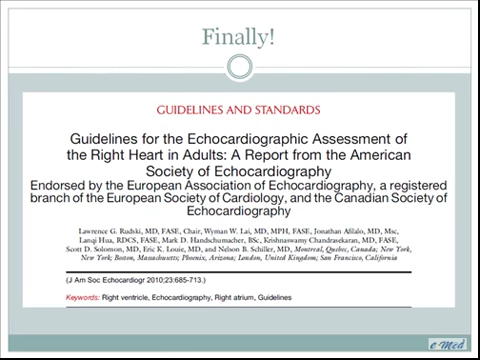 Finally!
GUIDELINES AND STANDARDS
Guidelines for the Echocardiographic Assessment of
the Right Heart in Adults: A Report from the American
Society of Echocardiography
Endorsed by the European Association of Echocardiography, a registered
branch of the European Society of Cardiology, and the Canadian Society of
Echocardiography
Lawrence G. Rudski, MD, FASE, Chair, Wyman W. Lai, MD, MPH, FASE, Jonathan Afilalo, MD, Msc,
Lanqi Hua, RDCS, FASE, Mark D. Handschumacher, BSc, Krishnaswamy Chandrasekaran, MD, FASE,
Scott D. Solomon, MD, Eric K. Louie, MD, and Nelson B. Schiller, MD, Montreal, Quebec, Canada; New York,
New York; Boston, Massachusetts; Phoenix, Arizona; London, United Kingdom; San Francisco, California
(J Am Soc Echocardiogr 2010;23:685-713.)
Keywords: Right ventricle, Echocardiography, Right atrium, Guidelines
e Med